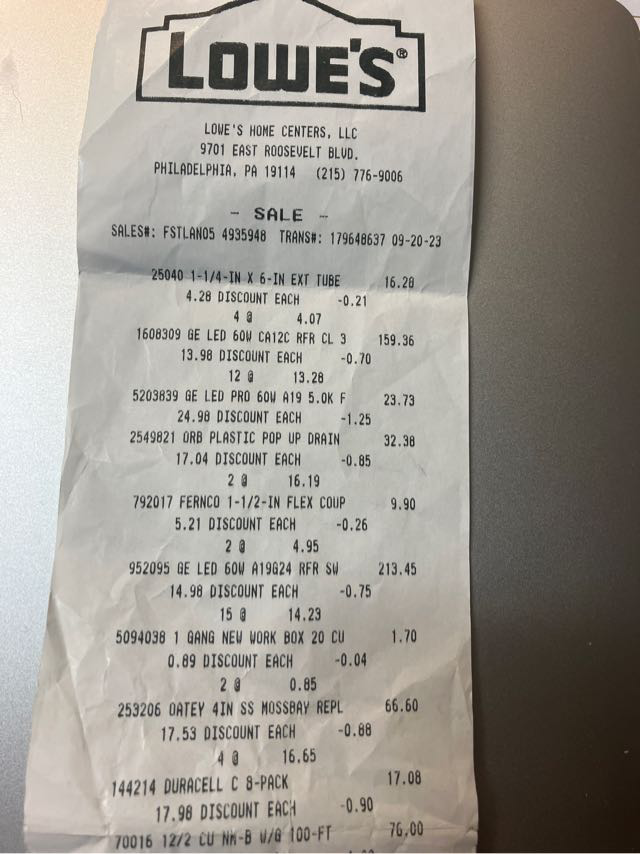 LOWE'S®
LOWE'S HOME CENTERS, LLC
9701 EAST ROOSEVELT BLVD.
PHILADELPHIA, PA 19114 (215) 776-9006
- SALE -
SALES#: FSTLAN05 4935948 TRANS#: 179648637 09-20-23
25040 1-1/4-IN X 6-IN EXT TUBE 16.28
4.28 DISCOUNT EACH -0.21
4 @ 4.07
1608309 GE LED 60W CA12C RFR CL 3 159.36
13.98 DISCOUNT EACH -0.70
12 @ 13.28
5203839 GE LED PRO 60W A19 5.0K F 23.73
24.98 DISCOUNT EACH -1.25
2549821 ORB PLASTIC POP UP DRAIN 32.38
17.04 DISCOUNT EACH -0.85
2 @ 16.19
792017 FERNCO 1-1/2-IN FLEX COUP 9.90
5.21 DISCOUNT EACH -0.26
2 @ 4.95
952095 GE LED 60W A19G24 RFR SW 213.45
14.98 DISCOUNT EACH -0.75
15 @ 14.23
5094038 1 GANG NEW WORK BOX 20 CU 1.70
0.89 DISCOUNT EACH -0.04
2 @ 0.85
253206 OATEY 4IN SS MOSSBAY REPL 66.60
17.53 DISCOUNT EACH -0.88
4 @ 16.65
144214 DURACELL C 8-PACK 17.08
17.98 DISCOUNT EACH -0.90
70016 12/2 CU NM-B W/G 100-FT 76.00